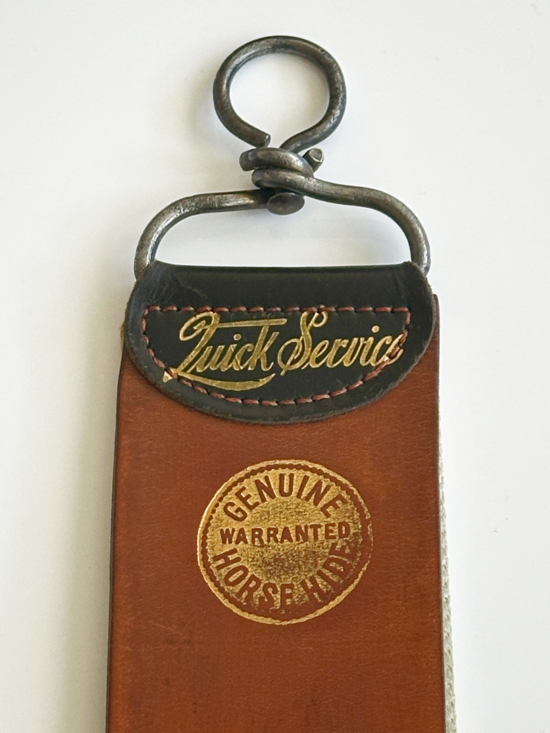 Quick Service
GENUINE
WARRANTED
HORSE HIDE